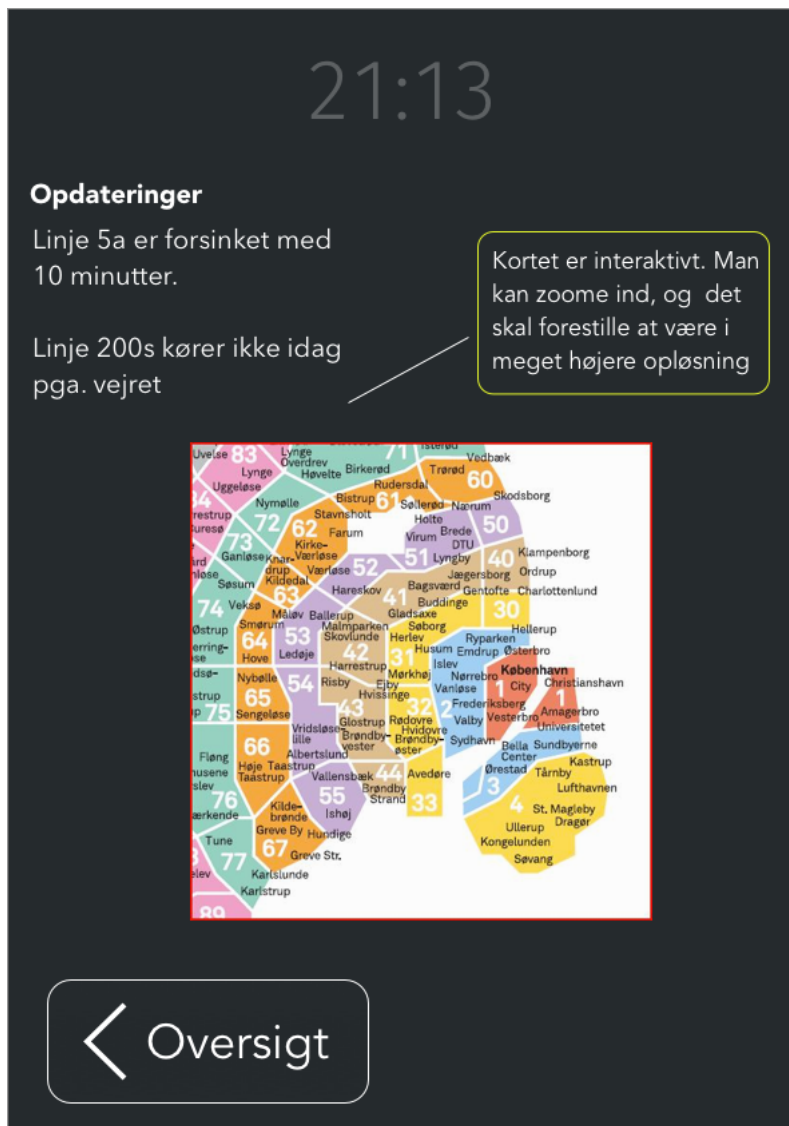 21:13
Opdateringer
Linje 5a er forsinket med
10 minutter.
Linje 200s kører ikke idag
pga. vejret
Kortet er interaktivt. Man
kan zoome ind, og det
skal forestille at være i
meget højere opløsning
Uvelse
83
Lynge
Overdrev
71
Lynge
Høvelte
Birkerød
Trørød
Vedbæk
60
Uggeløse
Rudersdal
Skodsborg
Nymølle
Bistrup
61
Søllerød
Nærum
Stavnsholt
72
62
Farum
Holte
Brede
50
73
Virum
DTU
Kirke-
Værløse
Ganløse
Knar-
drup
Værløse
52
51
Lyngby
40
Klampenborg
Søsum
Kildedal
Hareskov
Jægersborg
Ordrup
63
41
Bagsværd
Gentofte
Charlottenlund
74
Veksø
Måløv
Ballerup
Buddinge
30
Gladsaxe
Smørum
53
Malmparken
Søborg
Hellerup
Østrup
64
Skovlunde
Herlev
Ryparken
Ledøje
42
Husum
Emdrup
Østerbro
Hove
31
Islev
Harrestrup
Mørkhøj
København
Nybølle
54
Risby
Ejby
Nørrebro
1
City
Christianshavn
65
Hvissinge
Vanløse
1
75
Sengeløse
43
32
2
Frederiksberg
Amagerbro
Glostrup
Rødovre
Valby
Vesterbro
Universitetet
66
Vridsløse-
lille
Brøndby-
vester
Hvidovre
Brøndby-
øster
Sydhavn
Bella
Center
Sundbyerne
Fløng
Albertslund
Kastrup
Høje
Taastrup
Taastrup
Vallensbæk
44
Avedøre
Ørestad
Tårnby
Lufthavnen
76
55
Brøndby
Strand
33
3
4
St. Magleby
Kilde-
brønde
Ishøj
Dragør
Greve By
Hundige
Ullerup
Tune
67
Kongelunden
77
Greve Str.
Søvang
Karlslunde
Karlstrup
89
Oversigt